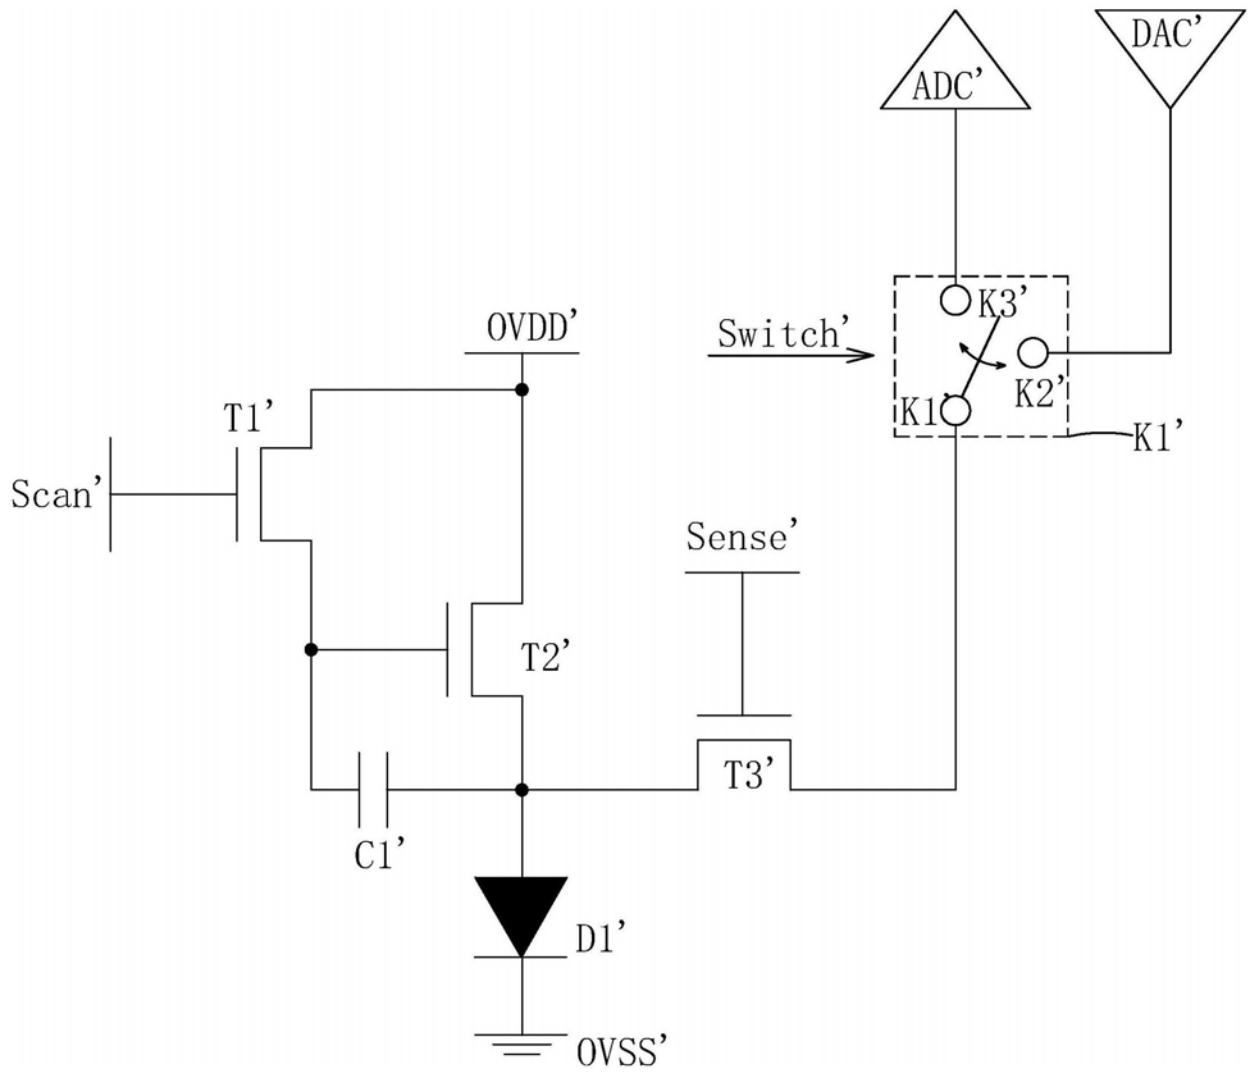 DAC'
ADC'
K3'
OVDD'
Switch'
K2'
T1'
K1'
K1'
Scan'
Sense'
T2'
T3'
C1'
D1'
OVSS'